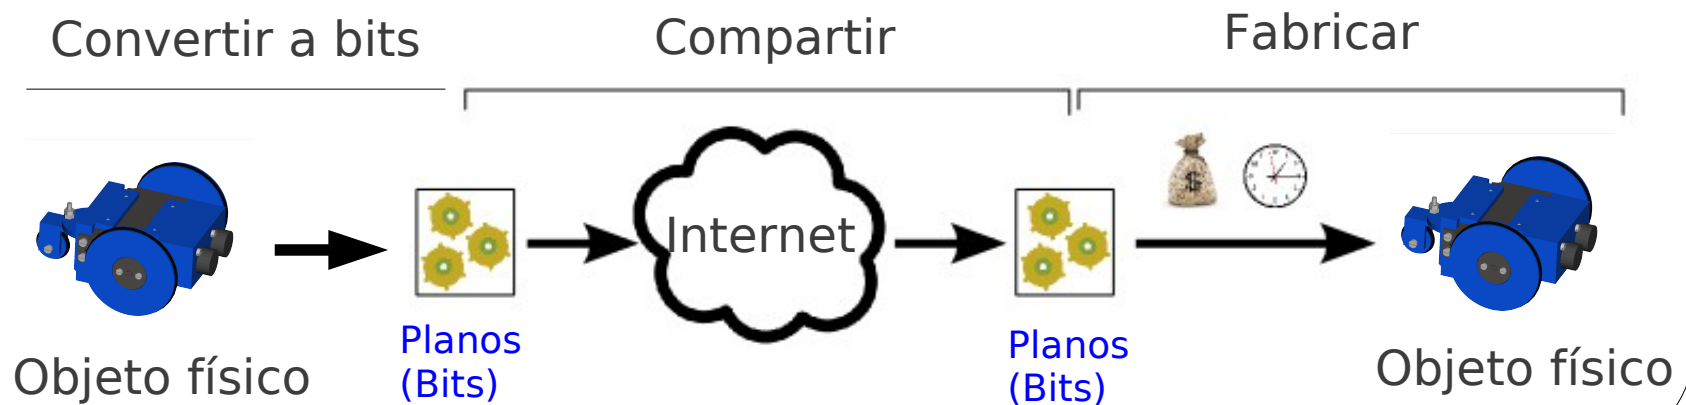 Convertir a bits
Compartir
Fabricar
$
Internet
Planos
(Bits)
Planos
(Bits)
Objeto físico
Objeto físico